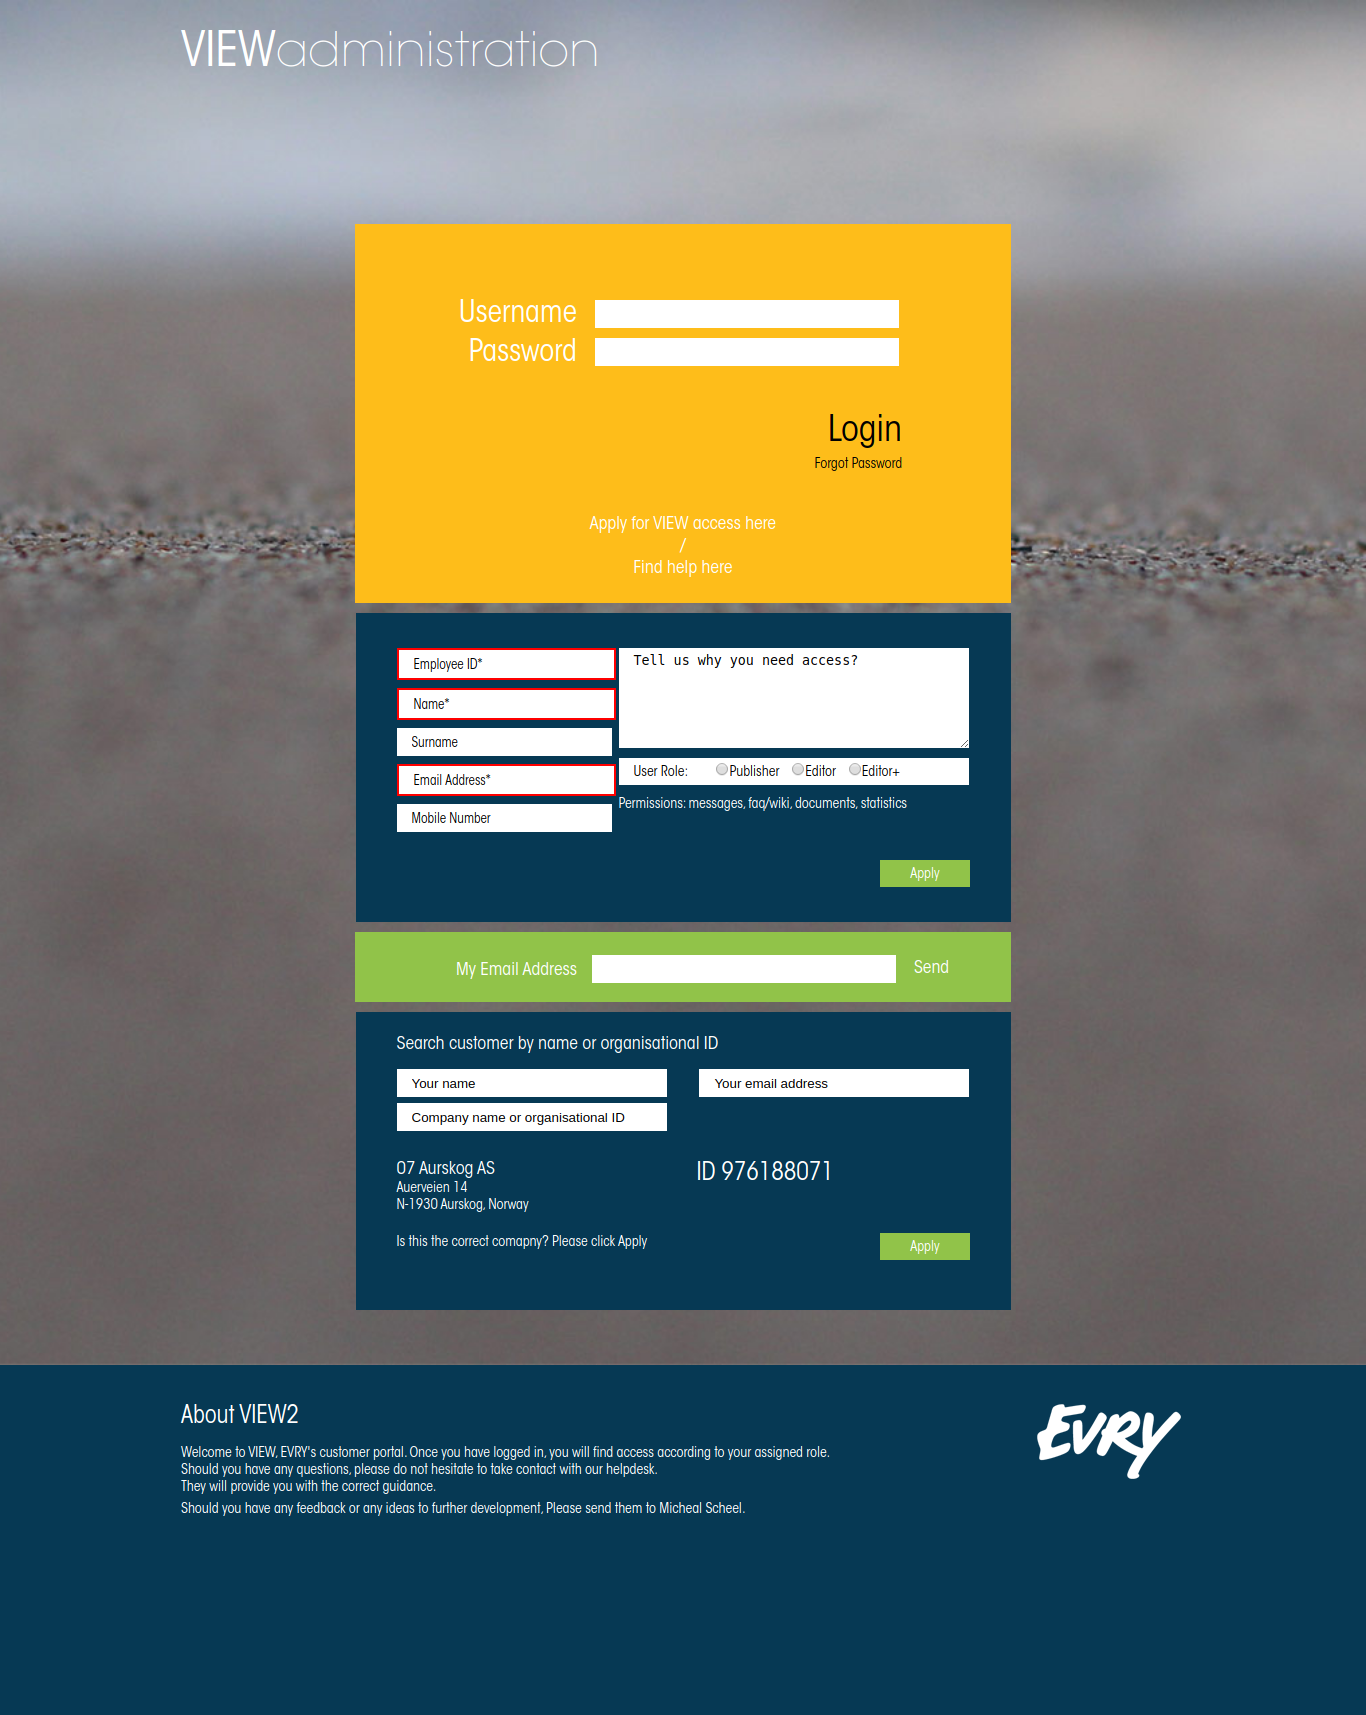 VIEWadministration
Username
Password
Login
Forgot Password
Apply for VIEW access here
/
Find help here
Employee ID*
Name*
Surname
Email Address*
Mobile Number
Tell us why you need access?
User Role: Publisher Editor Editor+
Permissions: messages, faq/wiki, documents, statistics
Apply
My Email Address
Send
Search customer by name or organisational ID
Your name
Your email address
Company name or organisational ID
07 Aurskog AS
Auerveien 14
N-1930 Aurskog, Norway
ID 976188071
Is this the correct comapny? Please click Apply
Apply
About VIEW2
Welcome to VIEW, EVRY's customer portal. Once you have logged in, you will find access according to your assigned role.
Should you have any questions, please do not hesitate to take contact with our helpdesk.
They will provide you with the correct guidance.
Should you have any feedback or any ideas to further development, Please send them to Micheal Scheel.
EVRY